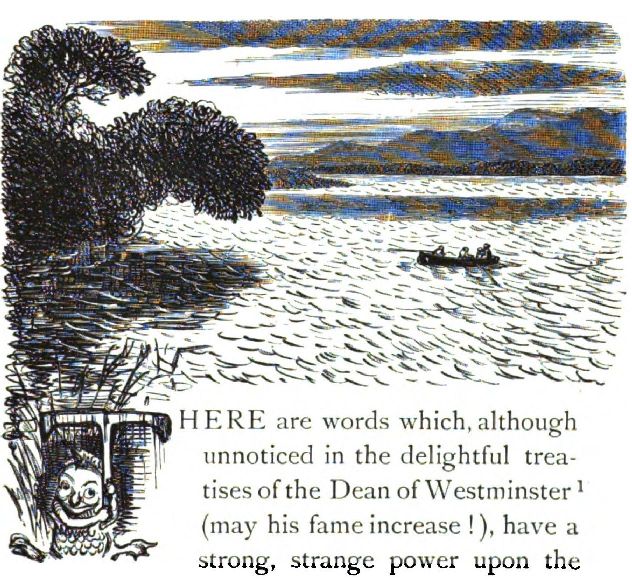 THERE are words which, although
unnoticed in the delightful trea-
tises of the Dean of Westminster ¹
(may his fame increase !), have a
strong, strange power upon the